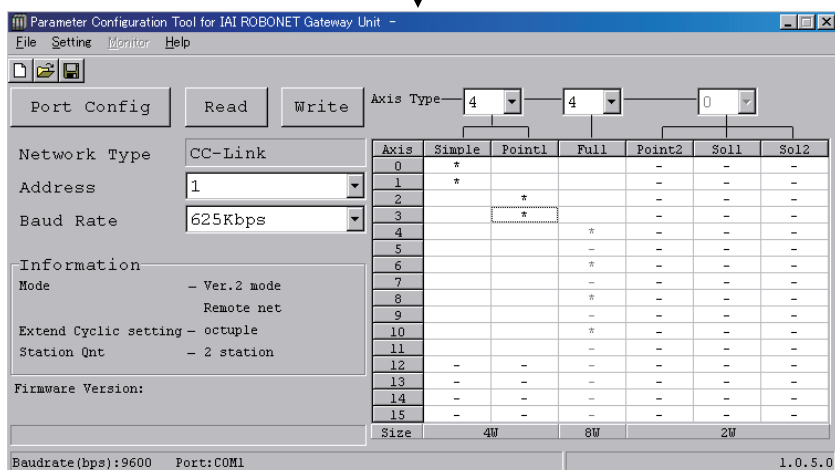 Parameter Configuration Tool for IAI ROBONET Gateway Unit -
File Setting Monitor Help
Port Config Read Write
Axis Type 4 4 0
Network Type CC-Link
Address 1
Baud Rate 625Kbps
Information
Mode - Ver.2 mode
Remote net
Extend Cyclic setting - octuple
Station Qnt - 2 station
Firmware Version:
Axis Simple Point1 Full Point2 Sol1 Sol2
0 * - - -
1 * - - -
2 * - - -
3 * - - -
4 * - - -
5 - - - -
6 * - - -
7 - - - -
8 * - - -
9 - - - -
10 * - - -
11 - - - -
12 - - - - - -
13 - - - - - -
14 - - - - - -
15 - - - - - -
Size 4W 8W 2W
Baudrate(bps):9600 Port:COM1 1.0.5.0